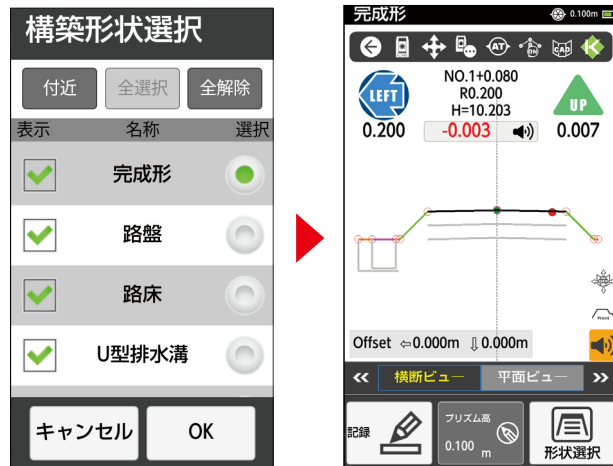 構築形状選択
付近 全選択 全解除
表示 名称 選択
完成形
路盤
路床
U型排水溝
キャンセル OK
完成形 0.100m
AT ON CAD
LEFT NO.1+0.080 UP
R0.200
H=10.203
0.200 -0.003 0.007
Front
Offset ⇦0.000m ⇩0.000m
<< 横断ビュー 平面ビュー >>
記録 プリズム高 0.100 m 形状選択